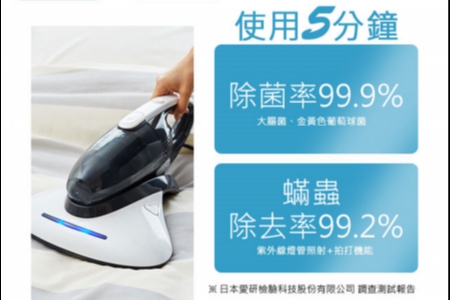 使用5分鐘
除菌率99.9%
大腸菌、金黃色葡萄球菌
蟎蟲
除去率99.2%
紫外線燈管照射+拍打機能
※ 日本愛研檢驗科技股份有限公司 調查測試報告